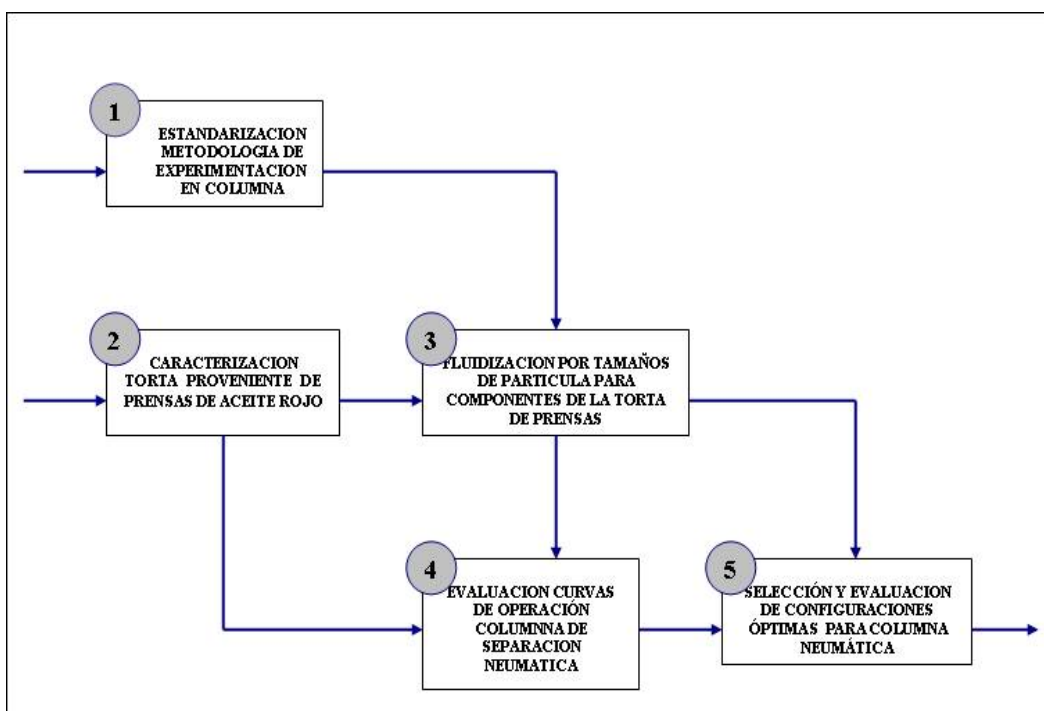 1
ESTANDARIZACION
METODOLOGIA DE
EXPERIMENTACION
EN COLUMNA
2
CARACTERIZACION
TORTA PROVENIENTE DE
PRENSAS DE ACEITE ROJO
3
FLUIDIZACION POR TAMAÑOS
DE PARTICULA PARA
COMPONENTES DE LA TORTA
DE PRENSAS
4
EVALUACION CURVAS
DE OPERACIÓN
COLUMNNA DE
SEPARACION
NEUMATICA
5
SELECCIÓN Y EVALUACION
DE CONFIGURACIONES
ÓPTIMAS PARA COLUMNA
NEUMÁTICA